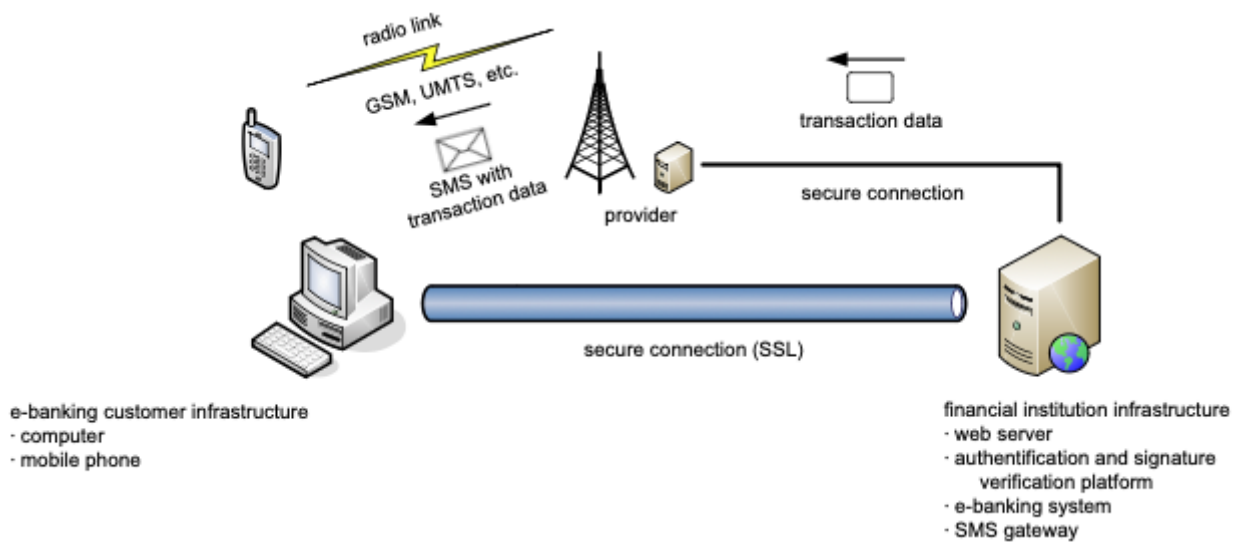 radio link
GSM, UMTS, etc.
SMS with
transaction data
provider
transaction data
secure connection
secure connection (SSL)
e-banking customer infrastructure
· computer
· mobile phone
financial institution infrastructure
· web server
· authentification and signature
verification platform
· e-banking system
· SMS gateway